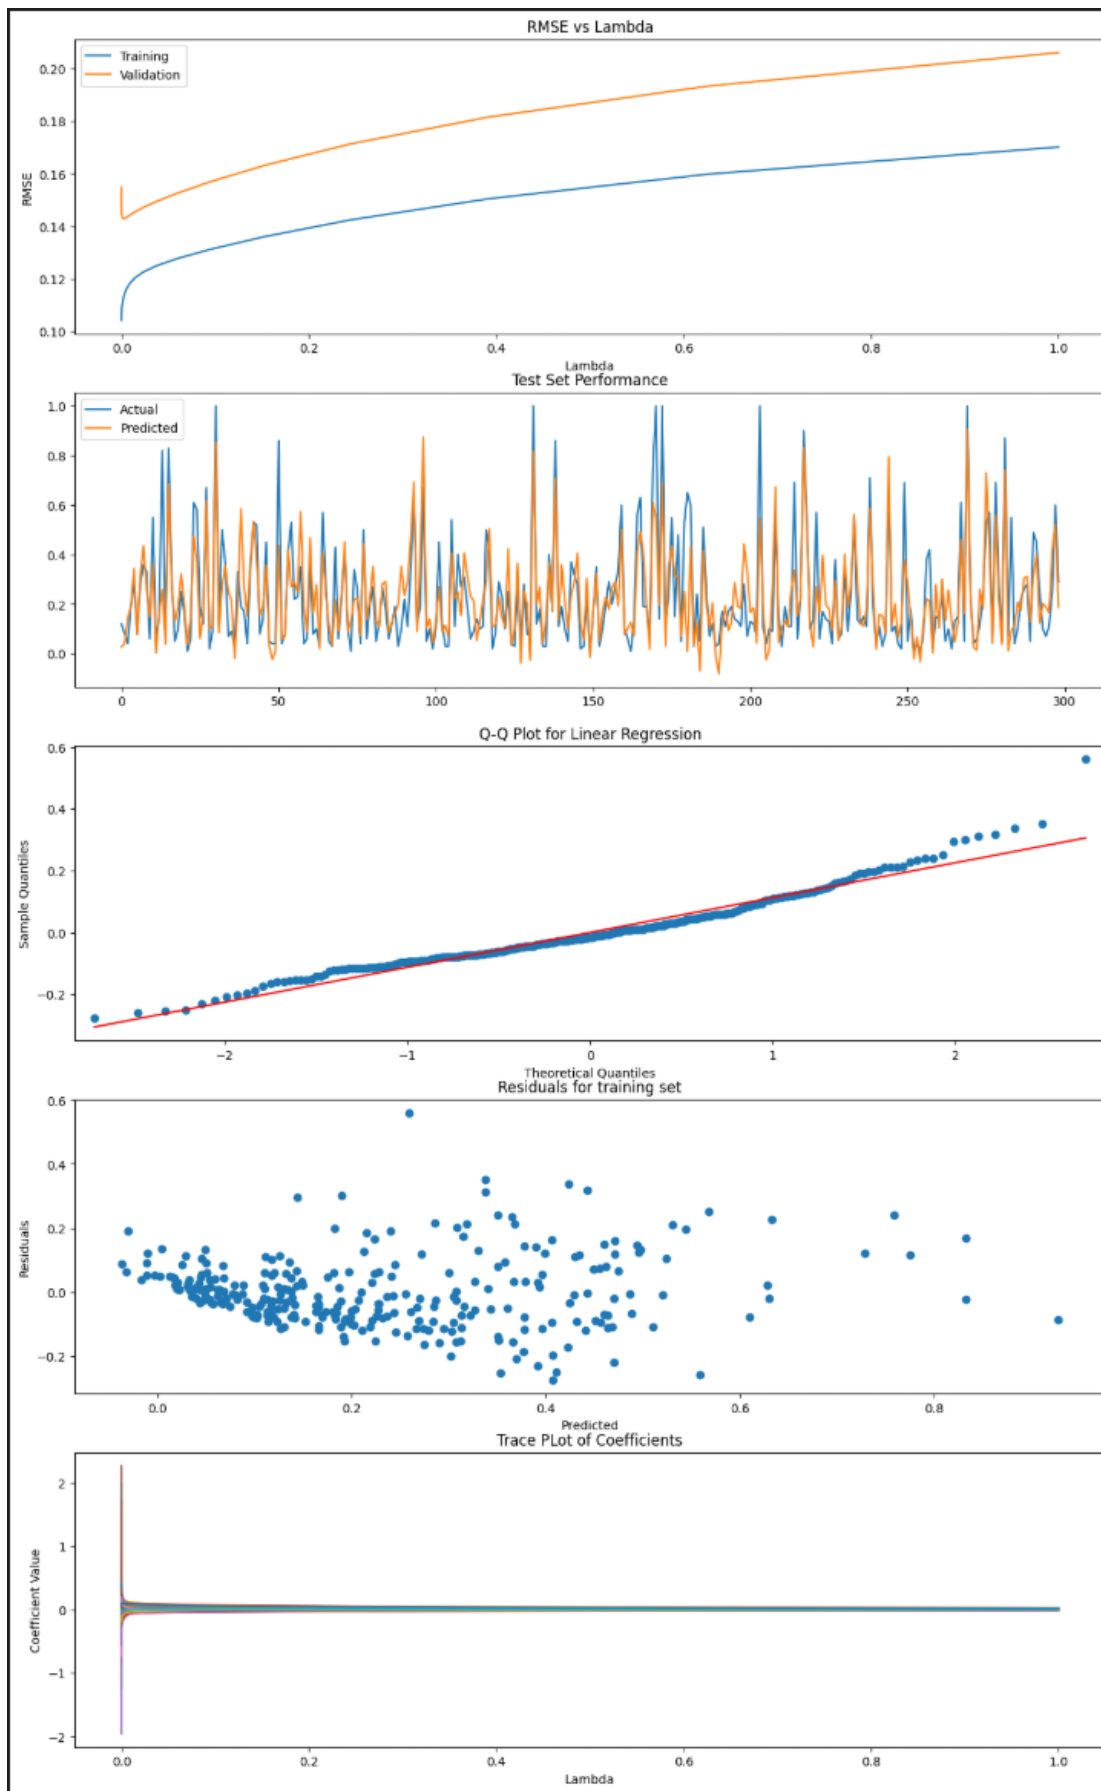 RMSE vs Lambda
Training
Validation
RMSE
0.20
0.18
0.16
0.14
0.12
0.10
0.0 0.2 0.4 0.6 0.8 1.0
Lambda
Test Set Performance
Actual
Predicted
1.0
0.8
0.6
0.4
0.2
0.0
0 50 100 150 200 250 300
Q-Q Plot for Linear Regression
Sample Quantiles
0.6
0.4
0.2
0.0
−0.2
−2 −1 0 1 2
Theoretical Quantiles
Residuals for training set
Residuals
0.6
0.4
0.2
0.0
−0.2
0.0 0.2 0.4 0.6 0.8
Predicted
Trace PLot of Coefficients
Coefficient Value
2
1
0
−1
−2
0.0 0.2 0.4 0.6 0.8 1.0
Lambda